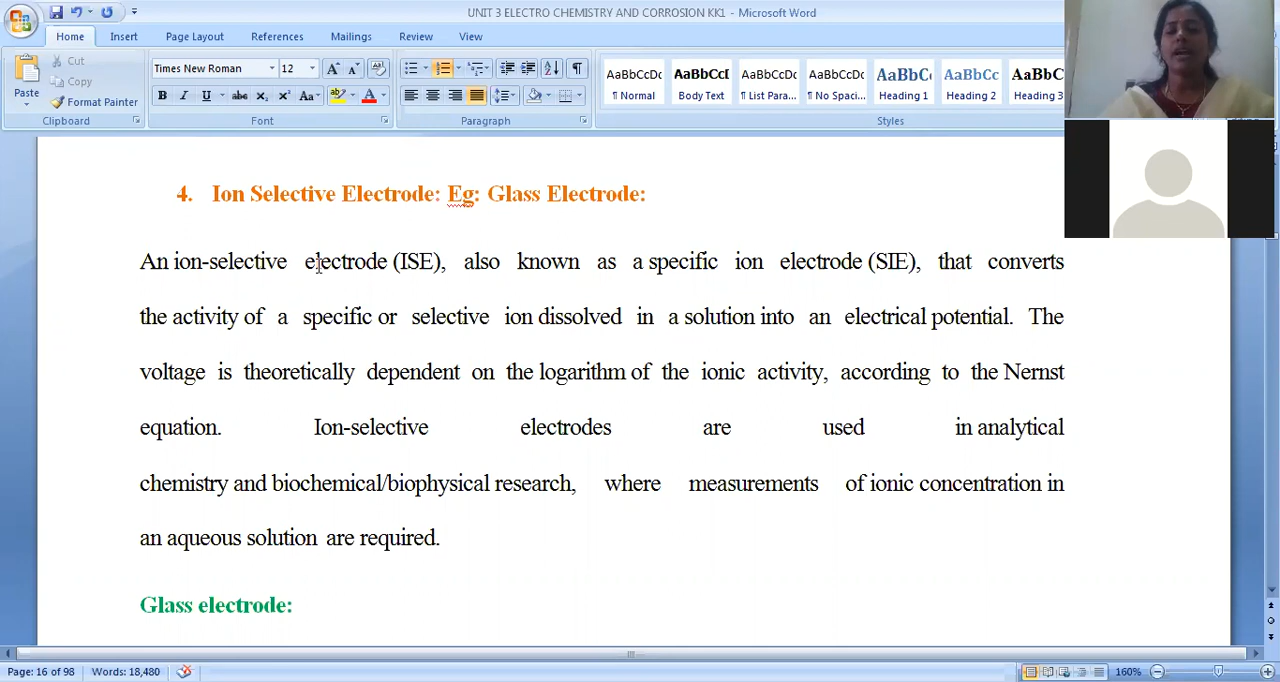 UNIT 3 ELECTRO CHEMISTRY AND CORROSION KK1 - Microsoft Word
Home Insert Page Layout References Mailings Review View
Paste
Cut
Copy
Format Painter
Clipboard
Times New Roman 12
Font
Paragraph
AaBbCcDc AaBbCcI AaBbCcDc AaBbCcDc AaBbC AaBbCc AaBbCc
¶ Normal Body Text ¶ List Para... ¶ No Spaci... Heading 1 Heading 2 Heading 3
Styles
4. Ion Selective Electrode: Eg: Glass Electrode:
An ion-selective electrode (ISE), also known as a specific ion electrode (SIE), that converts
the activity of a specific or selective ion dissolved in a solution into an electrical potential. The
voltage is theoretically dependent on the logarithm of the ionic activity, according to the Nernst
equation. Ion-selective electrodes are used in analytical
chemistry and biochemical/biophysical research, where measurements of ionic concentration in
an aqueous solution are required.
Glass electrode:
Page: 16 of 98 Words: 18,480 160%